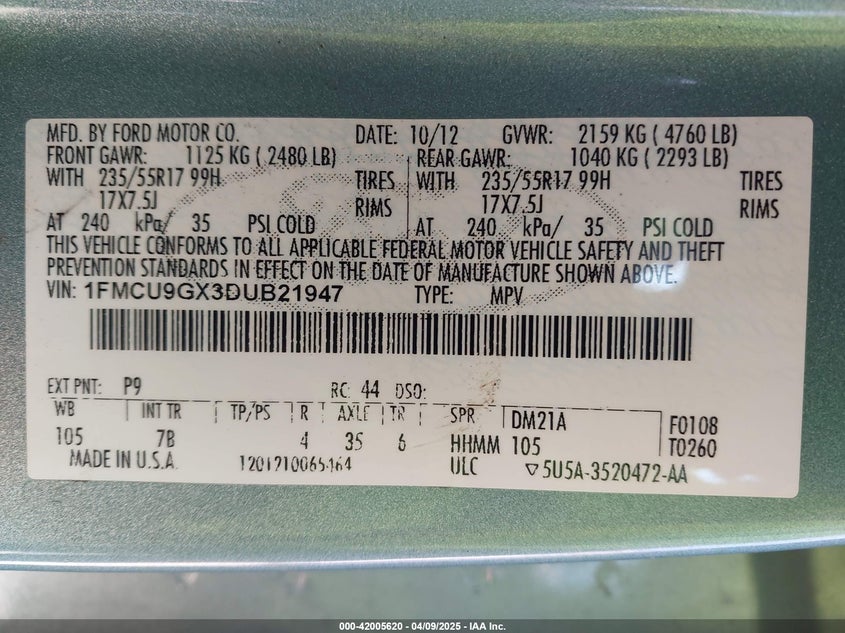 MFD. BY FORD MOTOR CO. DATE: 10/12 GVWR: 2159 KG ( 4760 LB)
FRONT GAWR: 1125 KG ( 2480 LB) REAR GAWR: 1040 KG ( 2293 LB)
WITH 235/55R17 99H TIRES WITH 235/55R17 99H TIRES
17X7.5J RIMS 17X7.5J RIMS
AT 240 kPa/ 35 PSI COLD AT 240 kPa/ 35 PSI COLD
THIS VEHICLE CONFORMS TO ALL APPLICABLE FEDERAL MOTOR VEHICLE SAFETY AND THEFT
PREVENTION STANDARDS IN EFFECT ON THE DATE OF MANUFACTURE SHOWN ABOVE.
VIN: 1FMCU9GX3DUB21947 TYPE: MPV
EXT PNT: P9 RC: 44 DSO:
WB INT TR TP/PS R AXLE TR SPR DM21A F0108
105 7B 4 35 6 HHMM 105 T0260
MADE IN U.S.A. ULC ▽5U5A-3520472-AA
000-42005620 | 04/09/2025 - IAA Inc.